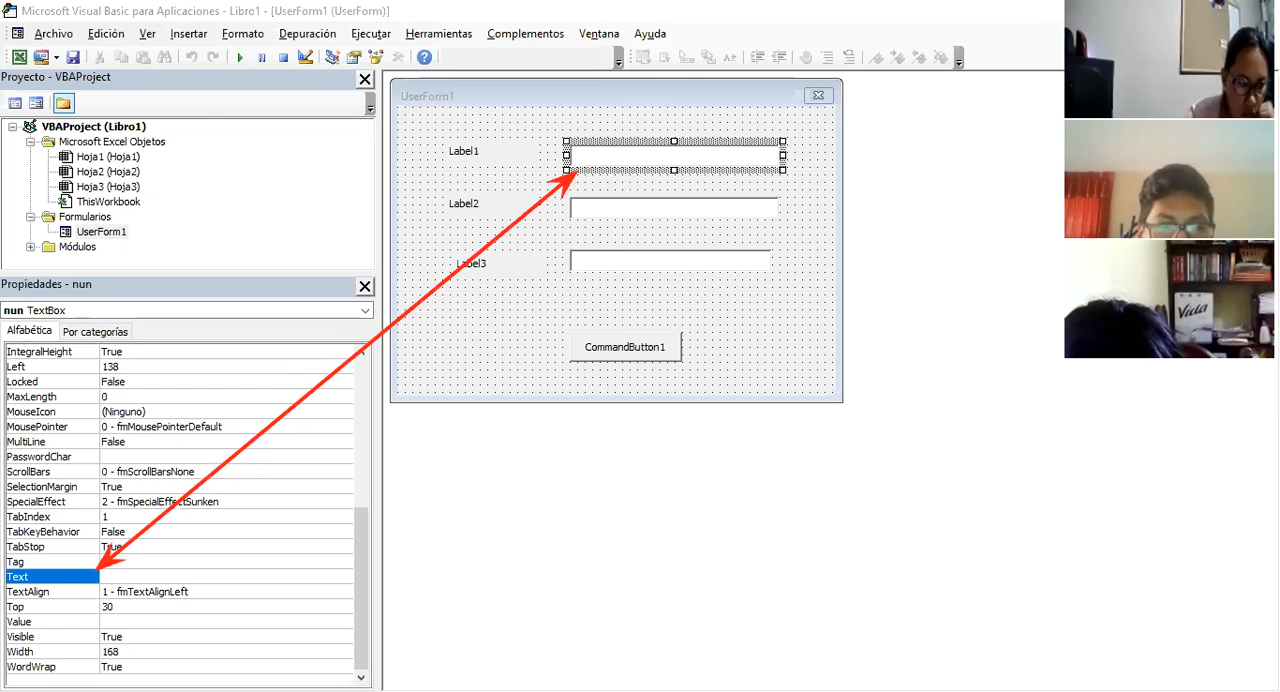 Microsoft Visual Basic para Aplicaciones - Libro1 - [UserForm1 (UserForm)]
Archivo Edición Ver Insertar Formato Depuración Ejecutar Herramientas Complementos Ventana Ayuda
Proyecto - VBAProject
VBAProject (Libro1)
Microsoft Excel Objetos
Hoja1 (Hoja1)
Hoja2 (Hoja2)
Hoja3 (Hoja3)
ThisWorkbook
Formularios
UserForm1
Módulos
Propiedades - nun
nun TextBox
Alfabética Por categorías
IntegralHeight True
Left 138
Locked False
MaxLength 0
MouseIcon (Ninguno)
MousePointer 0 - fmMousePointerDefault
MultiLine False
PasswordChar
ScrollBars 0 - fmScrollBarsNone
SelectionMargin True
SpecialEffect 2 - fmSpecialEffectSunken
TabIndex 1
TabKeyBehavior False
TabStop True
Tag
Text
TextAlign 1 - fmTextAlignLeft
Top 30
Value
Visible True
Width 168
WordWrap True
UserForm1
Label1
Label2
Label3
CommandButton1
Vida